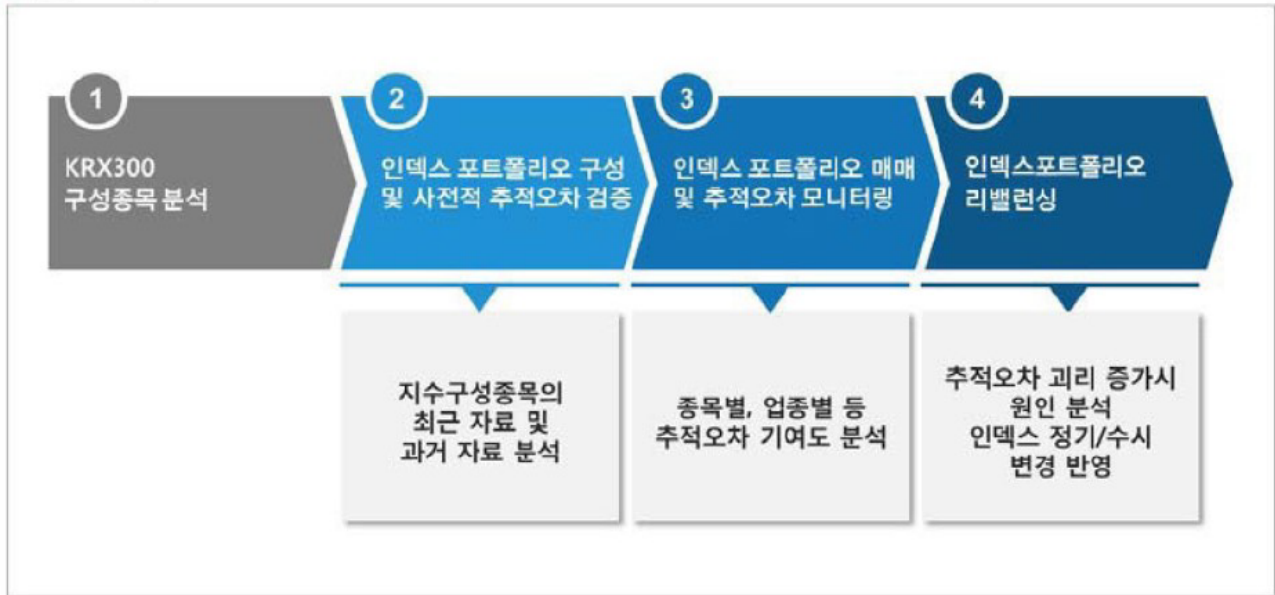 1
KRX300
구성종목 분석
2
인덱스 포트폴리오 구성
및 사전적 추적오차 검증
3
인덱스 포트폴리오 매매
및 추적오차 모니터링
4
인덱스포트폴리오
리밸런싱
지수구성종목의
최근 자료 및
과거 자료 분석
종목별, 업종별 등
추적오차 기여도 분석
추적오차 괴리 증가시
원인 분석
인덱스 정기/수시
변경 반영